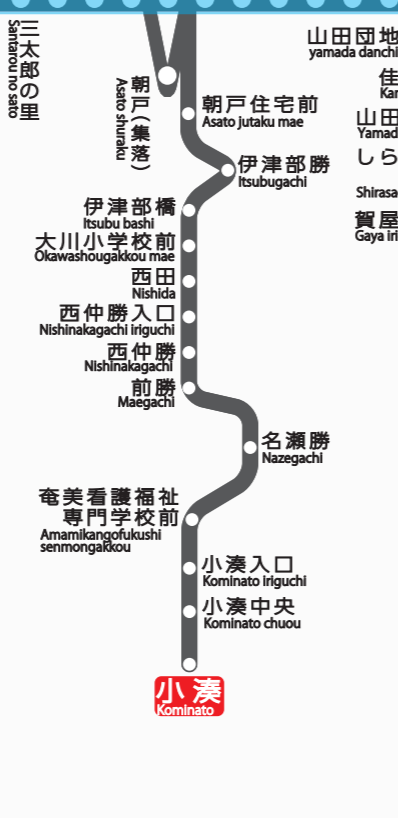 三太郎の里
Santarou no sato
朝戸(集落)
Asato shuraku
朝戸住宅前
Asato jutaku mae
伊津部勝
Itsubugachi
伊津部橋
Itsubu bashi
大川小学校前
Okawashougakkou mae
西田
Nishida
西仲勝入口
Nishinakagachi iriguchi
西仲勝
Nishinakagachi
前勝
Maegachi
名瀬勝
Nazegachi
奄美看護福祉
専門学校前
Amamikangofukushi
senmongakkou
小湊入口
Kominato iriguchi
小湊中央
Kominato chuou
小湊
Kominato
山田団地
yamada danchi
佳
山田
Yamad
しら
Shirasa
賀屋
Gaya iri